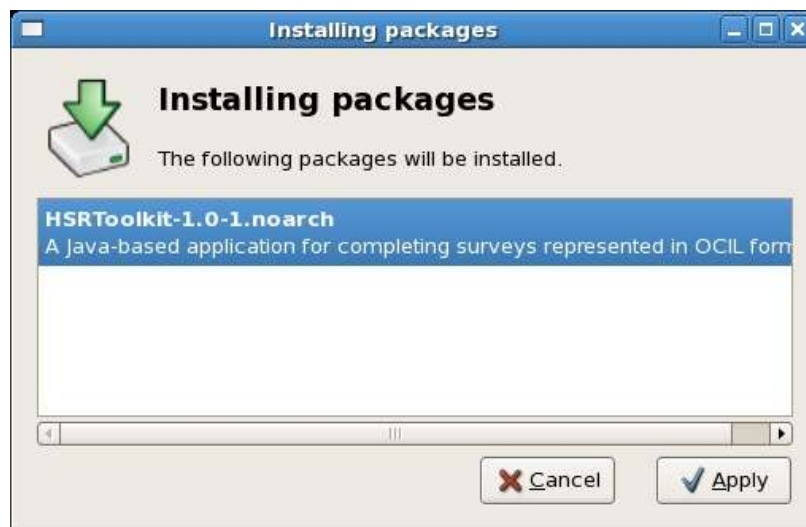 Installing packages
Installing packages
The following packages will be installed.
HSRToolkit-1.0-1.noarch
A Java-based application for completing surveys represented in OCIL form
Cancel
Apply